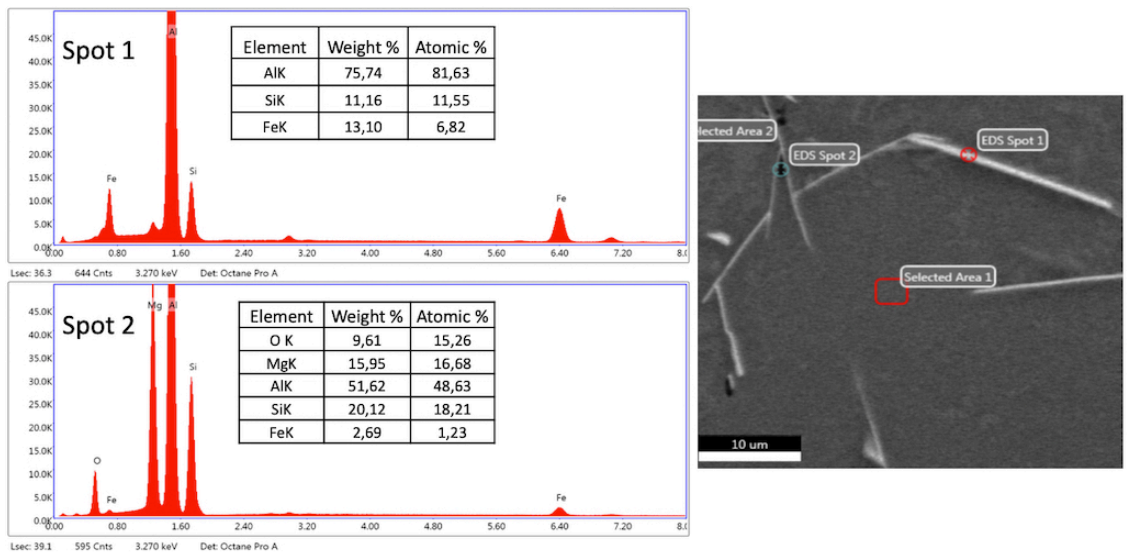 Spot 1
Element Weight % Atomic %
AlK 75,74 81,63
SiK 11,16 11,55
FeK 13,10 6,82
45.0K
40.0K
35.0K
30.0K
25.0K
20.0K
15.0K
10.0K
5.0K
0.0K
Al
Fe
Si
Fe
0.00 0.80 1.60 2.40 3.20 4.00 4.80 5.60 6.40 7.20 8.0
Lsec: 36.3 644 Cnts 3.270 keV Det: Octane Pro A
Spot 2
Element Weight % Atomic %
O K 9,61 15,26
MgK 15,95 16,68
AlK 51,62 48,63
SiK 20,12 18,21
FeK 2,69 1,23
45.0K
40.0K
35.0K
30.0K
25.0K
20.0K
15.0K
10.0K
5.0K
0.0K
Mg Al
Si
O
Fe
Fe
0.00 0.80 1.60 2.40 3.20 4.00 4.80 5.60 6.40 7.20 8.0
Lsec: 39.1 595 Cnts 3.270 keV Det: Octane Pro A
lected Area 2
EDS Spot 1
EDS Spot 2
Selected Area 1
10 um